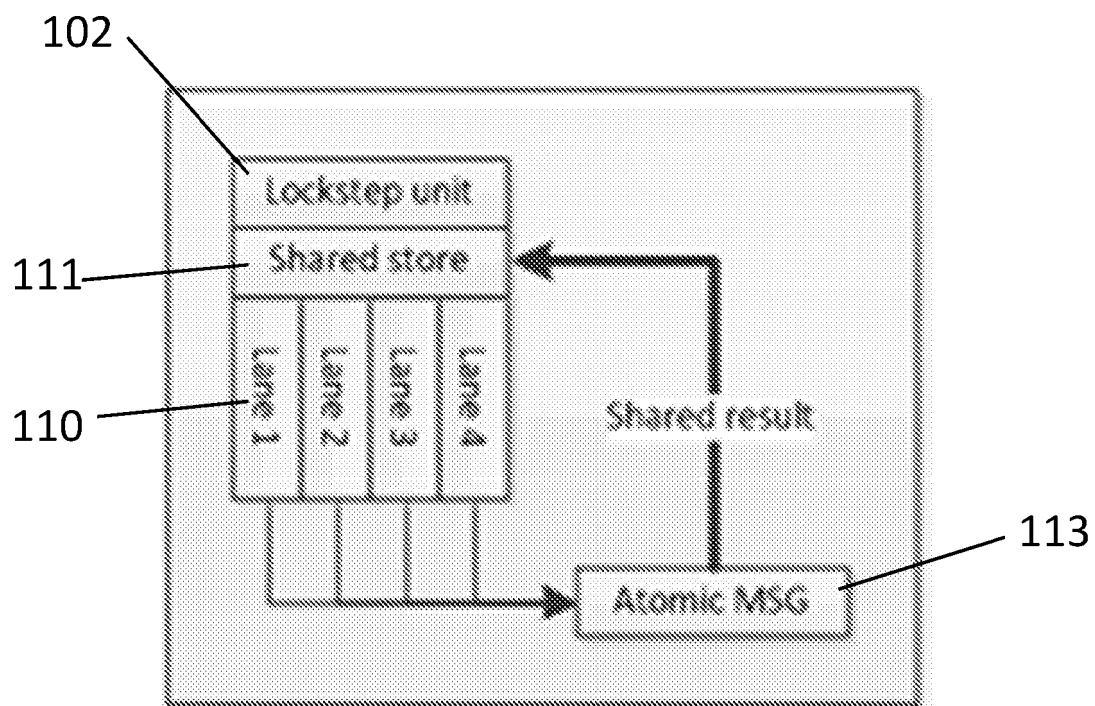 102
Lockstep unit
111
Shared store
110
Lane 1
Lane 2
Lane 3
Lane 4
Shared result
113
Atomic MSG